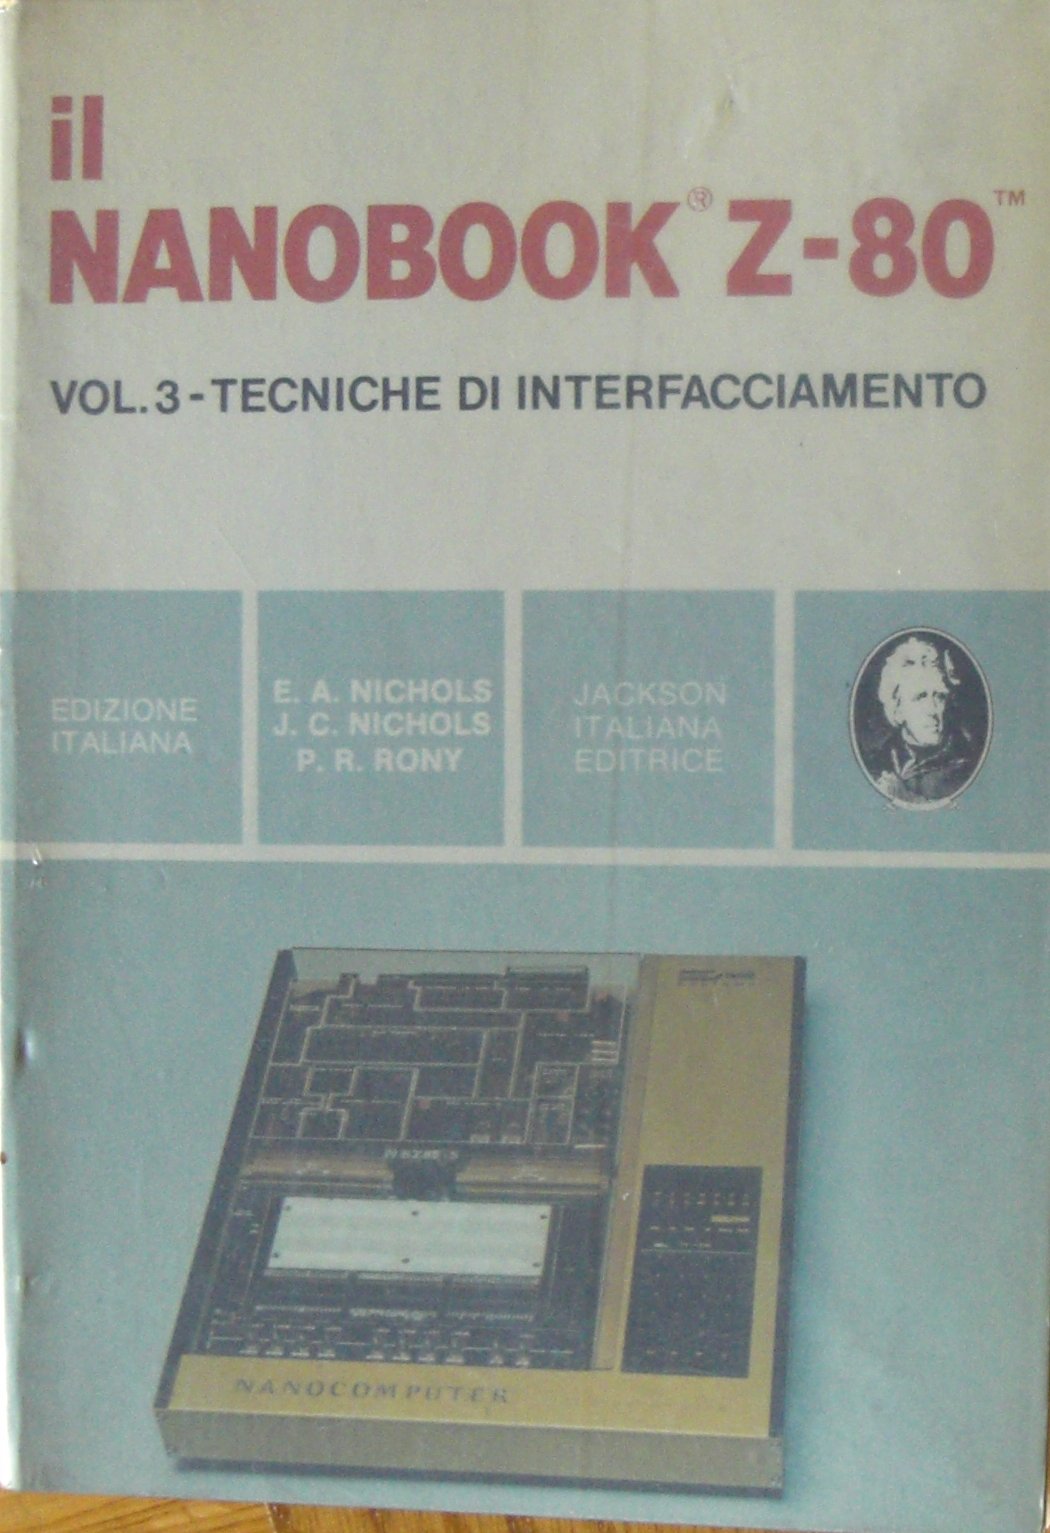 il
NANOBOOK® Z-80™
VOL. 3 - TECNICHE DI INTERFACCIAMENTO
EDIZIONE
ITALIANA
E. A. NICHOLS
J. C. NICHOLS
P. R. RONY
JACKSON
ITALIANA
EDITRICE
NANOCOMPUTER